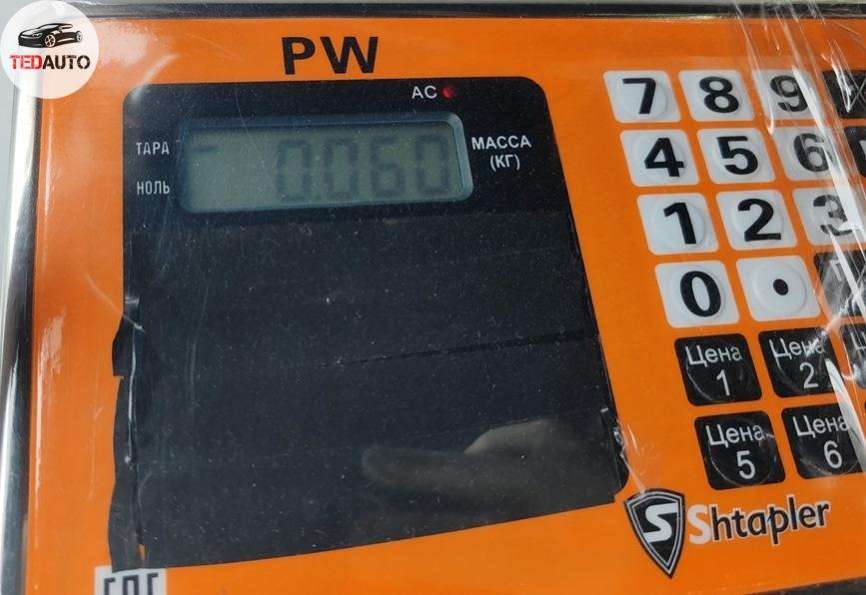 TEDAUTO
PW
AC
ТАРА
НОЛЬ
0.060
МАССА
(КГ)
7 8 9
4 5 6
1 2 3
0 .
Цена 1
Цена 2
Цена 5
Цена 6
S Shtapler